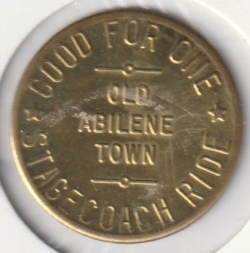 GOOD FOR ONE
OLD
ABILENE
TOWN
STAGECOACH RIDE